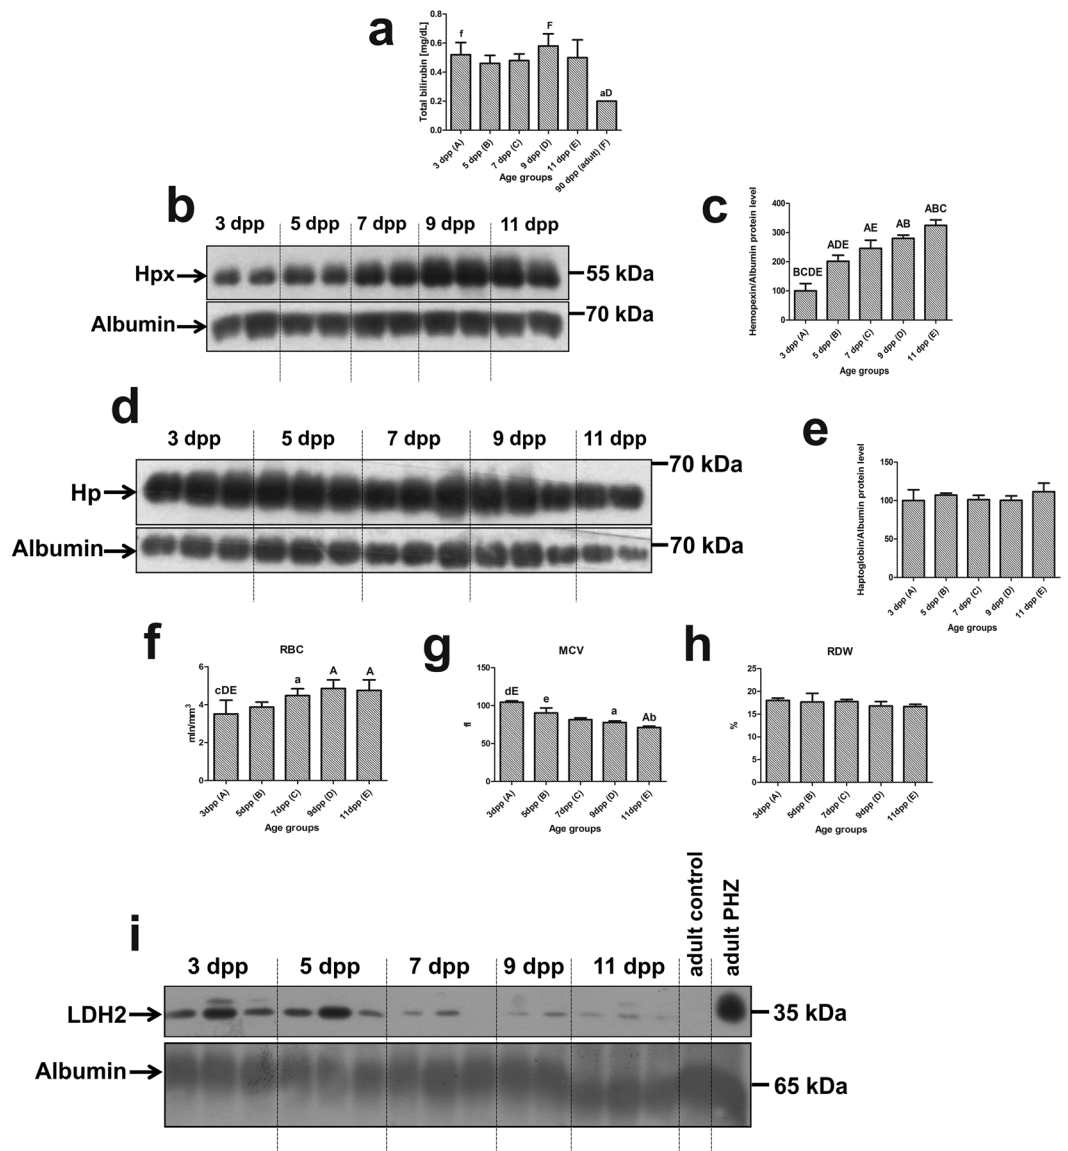 a
Total bilirubin [mg/dL]
0.8
0.6
0.4
0.2
0.0
f
F
aD
3 dpp (A)
5 dpp (B)
7 dpp (C)
9 dpp (D)
11 dpp (E)
90 dpp (adult) (F)
Age groups
b
3 dpp 5 dpp 7 dpp 9 dpp 11 dpp
Hpx
55 kDa
Albumin
70 kDa
c
Hemopexin/Albumin protein level
400
300
200
100
0
BCDE
ADE
AE
AB
ABC
3 dpp (A)
5 dpp (B)
7 dpp (C)
9 dpp (D)
11 dpp (E)
Age groups
d
3 dpp 5 dpp 7 dpp 9 dpp 11 dpp
70 kDa
Hp
Albumin
70 kDa
e
Haptoglobin/Albumin protein level
150
100
50
0
3 dpp (A)
5 dpp (B)
7 dpp (C)
9 dpp (D)
11 dpp (E)
Age groups
f
RBC
mln/mm³
6
4
2
0
cDE
a
A
A
3dpp (A)
5dpp (B)
7dpp (C)
9dpp (D)
11dpp (E)
Age groups
g
MCV
fl
150
100
50
0
dE
e
a
Ab
3dpp (A)
5dpp (B)
7dpp (C)
9dpp (D)
11dpp (E)
Age groups
h
RDW
%
25
20
15
10
5
0
3dpp (A)
5dpp (B)
7dpp (C)
9dpp (D)
11dpp (E)
Age groups
i
3 dpp 5 dpp 7 dpp 9 dpp 11 dpp adult control adult PHZ
LDH2
35 kDa
Albumin
65 kDa